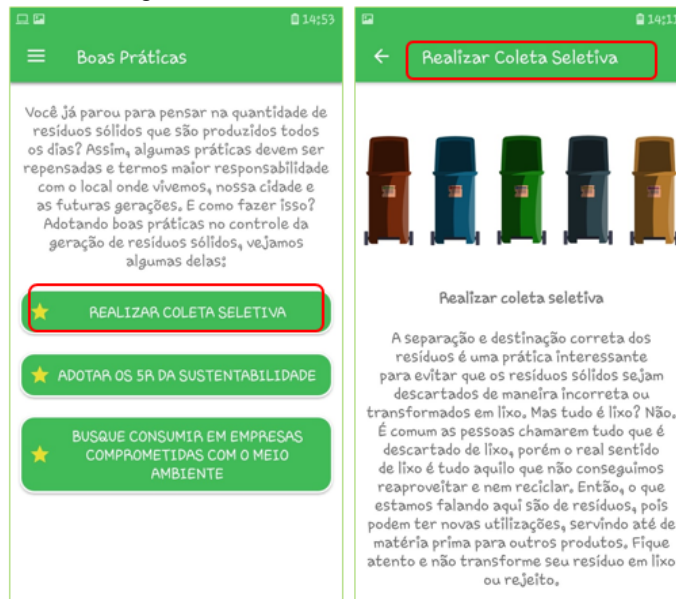 14:53
Boas Práticas
Você já parou para pensar na quantidade de
resíduos sólidos que são produzidos todos
os dias? Assim, algumas práticas devem ser
repensadas e termos maior responsabilidade
com o local onde vivemos, nossa cidade e
as futuras gerações. E como fazer isso?
Adotando boas práticas no controle da
geração de resíduos sólidos, vejamos
algumas delas:
REALIZAR COLETA SELETIVA
ADOTAR OS 5R DA SUSTENTABILIDADE
BUSQUE CONSUMIR EM EMPRESAS
COMPROMETIDAS COM O MEIO
AMBIENTE
Realizar Coleta Seletiva
Realizar coleta seletiva
A separação e destinação correta dos
resíduos é uma prática interessante
para evitar que os resíduos sólidos sejam
descartados de maneira incorreta ou
transformados em lixo. Mas tudo é lixo? Não.
É comum as pessoas chamarem tudo que é
descartado de lixo, porém o real sentido
de lixo é tudo aquilo que não conseguimos
reaproveitar e nem reciclar. Então, o que
estamos falando aqui são de resíduos, pois
podem ter novas utilizações, servindo até de
matéria prima para outros produtos. Fique
atento e não transforme seu resíduo em lixo
ou rejeito.